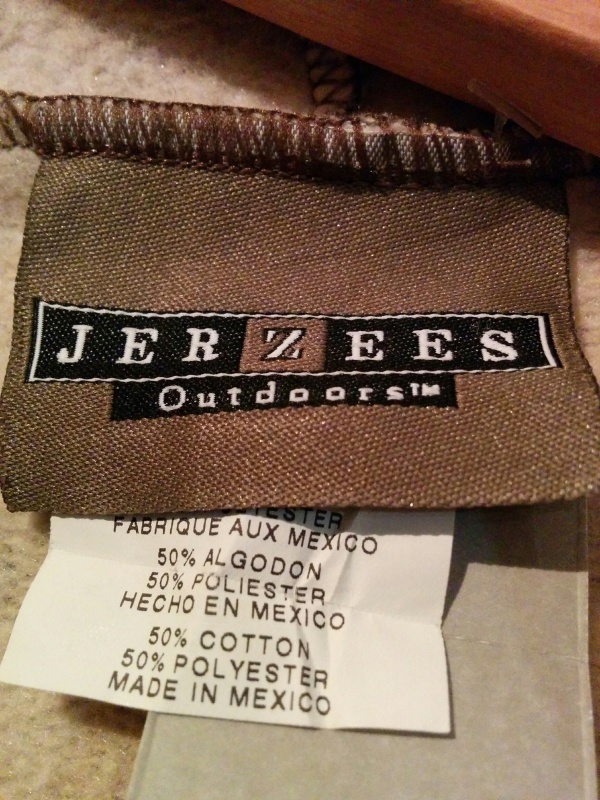 JERZEES
Outdoors™
POLYESTER
FABRIQUE AUX MEXICO
50% ALGODON
50% POLIESTER
HECHO EN MEXICO
50% COTTON
50% POLYESTER
MADE IN MEXICO